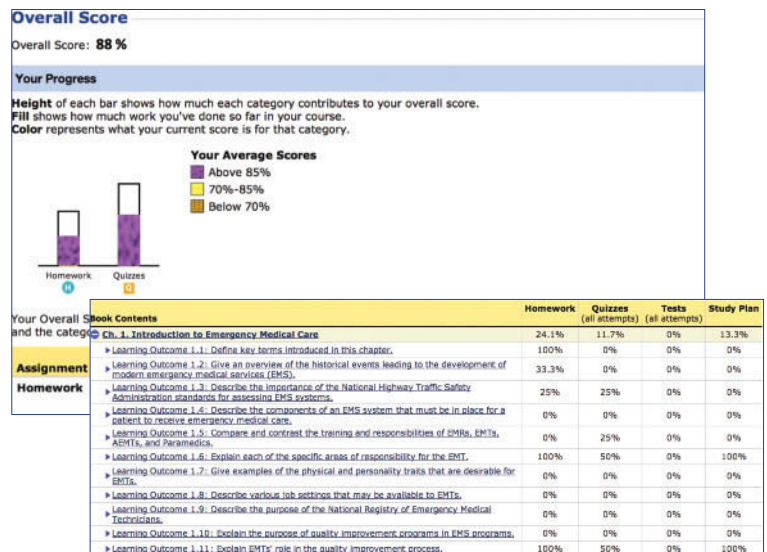 Overall Score
Overall Score: 88 %
Your Progress
Height of each bar shows how much each category contributes to your overall score.
Fill shows how much work you've done so far in your course.
Color represents what your current score is for that category.
Your Average Scores
Above 85%
70%-85%
Below 70%
Homework Quizzes
H Q
Your Overall S
and the catego
Assignment
Homework
Book Contents Homework Quizzes (all attempts) Tests (all attempts) Study Plan
Ch. 1. Introduction to Emergency Medical Care 24.1% 11.7% 0% 13.3%
Learning Outcome 1.1: Define key terms introduced in this chapter. 100% 0% 0% 0%
Learning Outcome 1.2: Give an overview of the historical events leading to the development of
modern emergency medical services (EMS). 33.3% 0% 0% 0%
Learning Outcome 1.3: Describe the importance of the National Highway Traffic Safety
Administration standards for assessing EMS systems. 25% 25% 0% 0%
Learning Outcome 1.4: Describe the components of an EMS system that must be in place for a
patient to receive emergency medical care. 0% 0% 0% 0%
Learning Outcome 1.5: Compare and contrast the training and responsibilities of EMRs, EMTs,
AEMTs, and Paramedics. 0% 25% 0% 0%
Learning Outcome 1.6: Explain each of the specific areas of responsibility for the EMT. 100% 50% 0% 100%
Learning Outcome 1.7: Give examples of the physical and personality traits that are desirable for
EMTs. 0% 0% 0% 0%
Learning Outcome 1.8: Describe various job settings that may be available to EMTs. 0% 0% 0% 0%
Learning Outcome 1.9: Describe the purpose of the National Registry of Emergency Medical
Technicians. 0% 0% 0% 0%
Learning Outcome 1.10: Explain the purpose of quality improvement programs in EMS programs. 0% 0% 0% 0%
Learning Outcome 1.11: Explain EMTs' role in the quality improvement process. 100% 50% 0% 100%